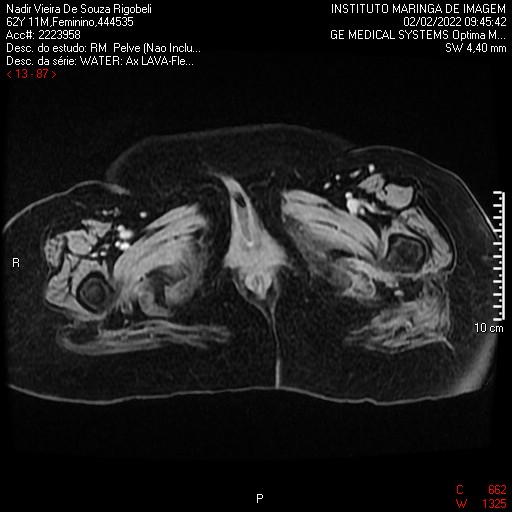 Nadir Vieira De Souza Rigobeli
62Y 11M,Feminino,444535
Acc#: 2223958
Desc. do estudo: RM  Pelve (Nao Inclu...
Desc. da série: WATER: Ax LAVA-Fle...
< 13 - 87 >
INSTITUTO MARINGA DE IMAGEM
02/02/2022 09:45:42
GE MEDICAL SYSTEMS Optima M...
SW 4,40 mm
R
10 cm
P
C 662
W 1325